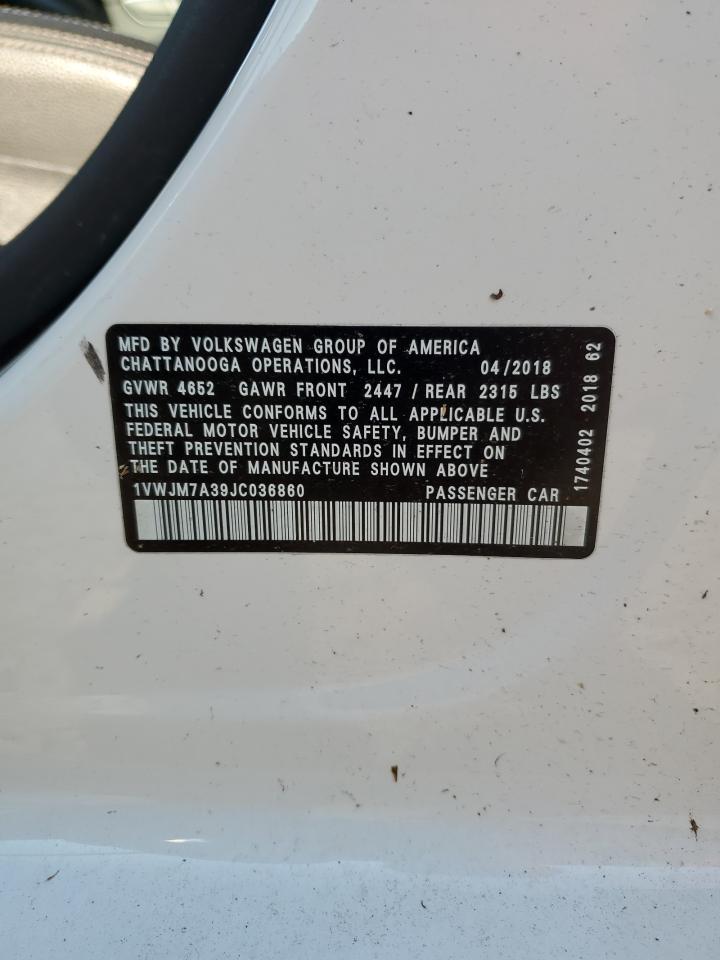 MFD BY VOLKSWAGEN GROUP OF AMERICA
CHATTANOOGA OPERATIONS, LLC. 04/2018
GVWR 4652 GAWR FRONT 2447 / REAR 2315 LBS
THIS VEHICLE CONFORMS TO ALL APPLICABLE U.S.
FEDERAL MOTOR VEHICLE SAFETY, BUMPER AND
THEFT PREVENTION STANDARDS IN EFFECT ON
THE DATE OF MANUFACTURE SHOWN ABOVE
1VWJM7A39JC036860 PASSENGER CAR
1740402 2018 62